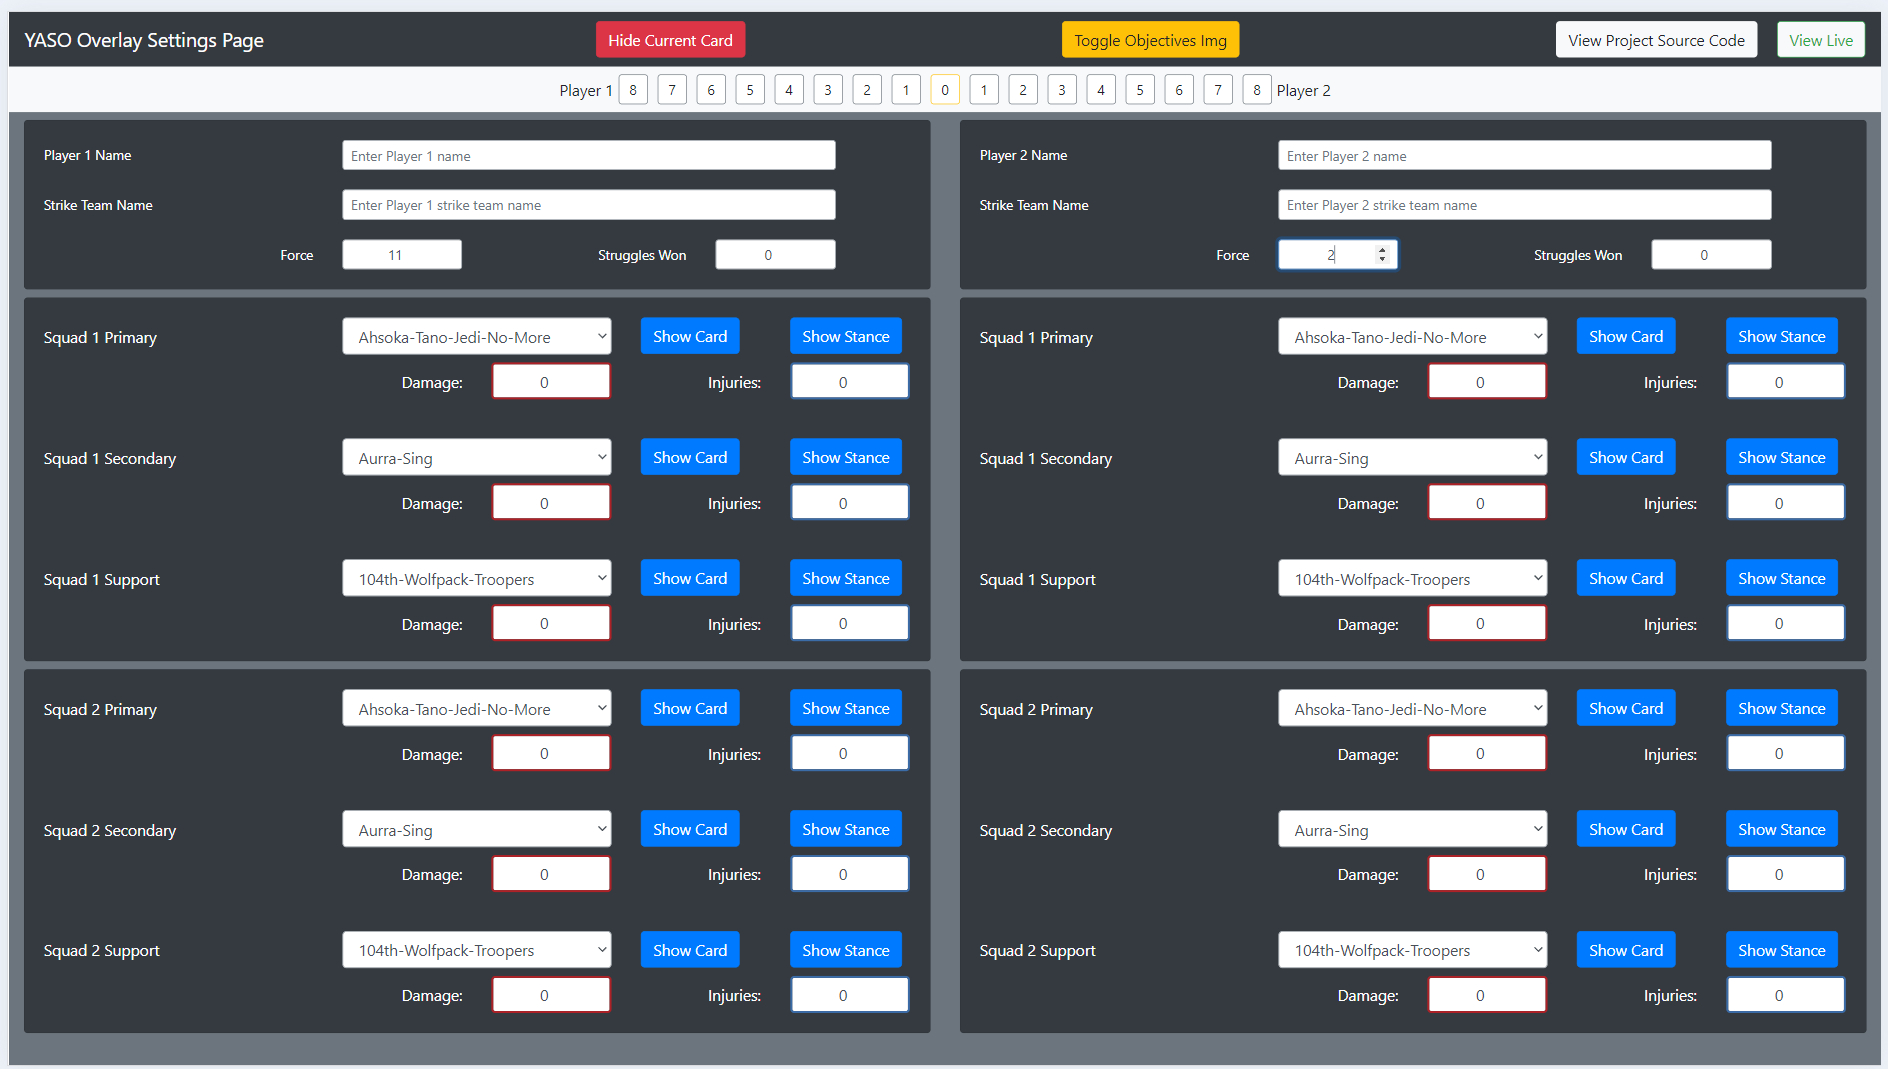 YASO Overlay Settings Page Hide Current Card Toggle Objectives Img View Project Source Code View Live
Player 1 8 7 6 5 4 3 2 1 0 1 2 3 4 5 6 7 8 Player 2
Player 1 Name Enter Player 1 name
Strike Team Name Enter Player 1 strike team name
Force 11 Struggles Won 0
Squad 1 Primary Ahsoka-Tano-Jedi-No-More Show Card Show Stance
Damage: 0 Injuries: 0
Squad 1 Secondary Aurra-Sing Show Card Show Stance
Damage: 0 Injuries: 0
Squad 1 Support 104th-Wolfpack-Troopers Show Card Show Stance
Damage: 0 Injuries: 0
Squad 2 Primary Ahsoka-Tano-Jedi-No-More Show Card Show Stance
Damage: 0 Injuries: 0
Squad 2 Secondary Aurra-Sing Show Card Show Stance
Damage: 0 Injuries: 0
Squad 2 Support 104th-Wolfpack-Troopers Show Card Show Stance
Damage: 0 Injuries: 0
Player 2 Name Enter Player 2 name
Strike Team Name Enter Player 2 strike team name
Force 2 Struggles Won 0
Squad 1 Primary Ahsoka-Tano-Jedi-No-More Show Card Show Stance
Damage: 0 Injuries: 0
Squad 1 Secondary Aurra-Sing Show Card Show Stance
Damage: 0 Injuries: 0
Squad 1 Support 104th-Wolfpack-Troopers Show Card Show Stance
Damage: 0 Injuries: 0
Squad 2 Primary Ahsoka-Tano-Jedi-No-More Show Card Show Stance
Damage: 0 Injuries: 0
Squad 2 Secondary Aurra-Sing Show Card Show Stance
Damage: 0 Injuries: 0
Squad 2 Support 104th-Wolfpack-Troopers Show Card Show Stance
Damage: 0 Injuries: 0